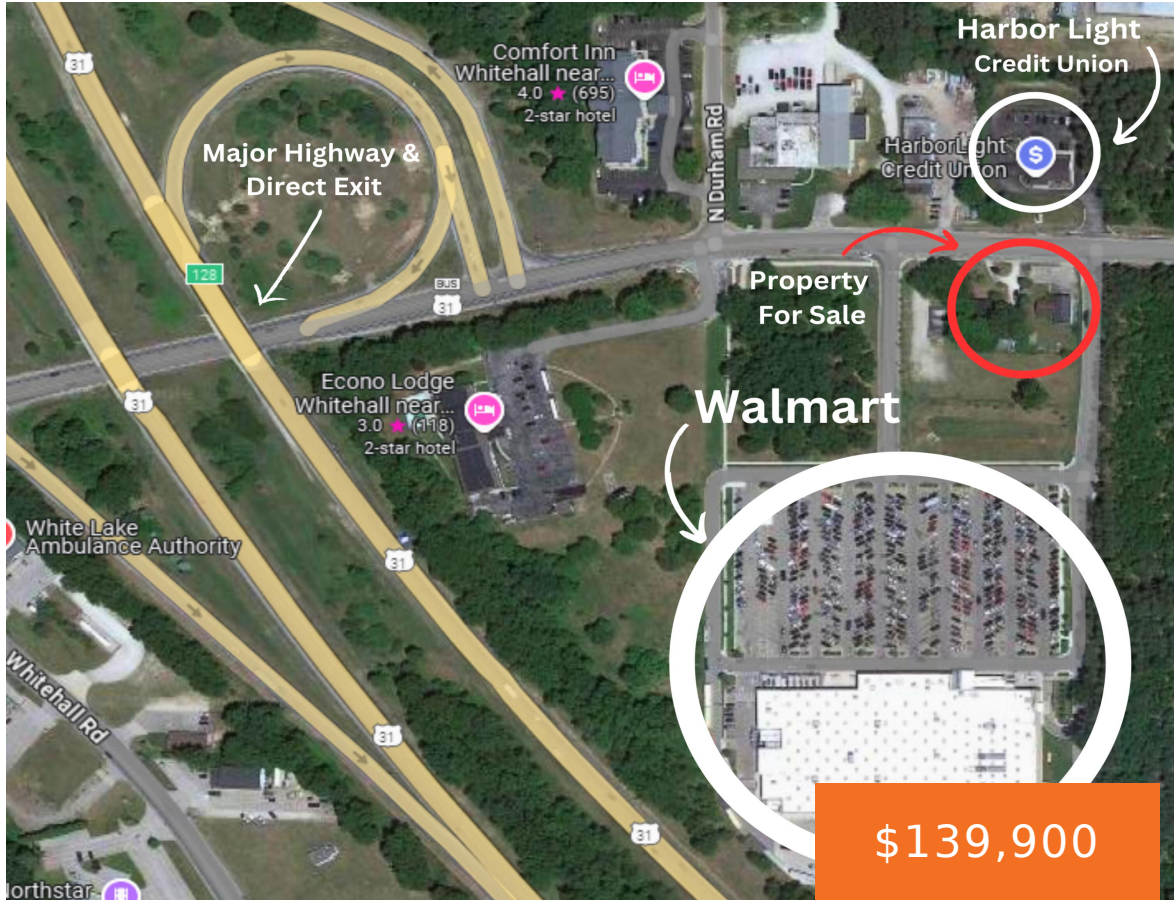 Harbor Light
Credit Union
31
Comfort Inn
Whitehall near...
4.0 ★ (695)
2-star hotel
N Durham Rd
HarborLight
Credit Union
$
Major Highway &
Direct Exit
128
BUS
31
Property
For Sale
31
Econo Lodge
Whitehall near...
3.0 ★ (118)
2-star hotel
Walmart
White Lake
Ambulance Authority
31
Whitehall Rd
31
31
$139,900
Northstar